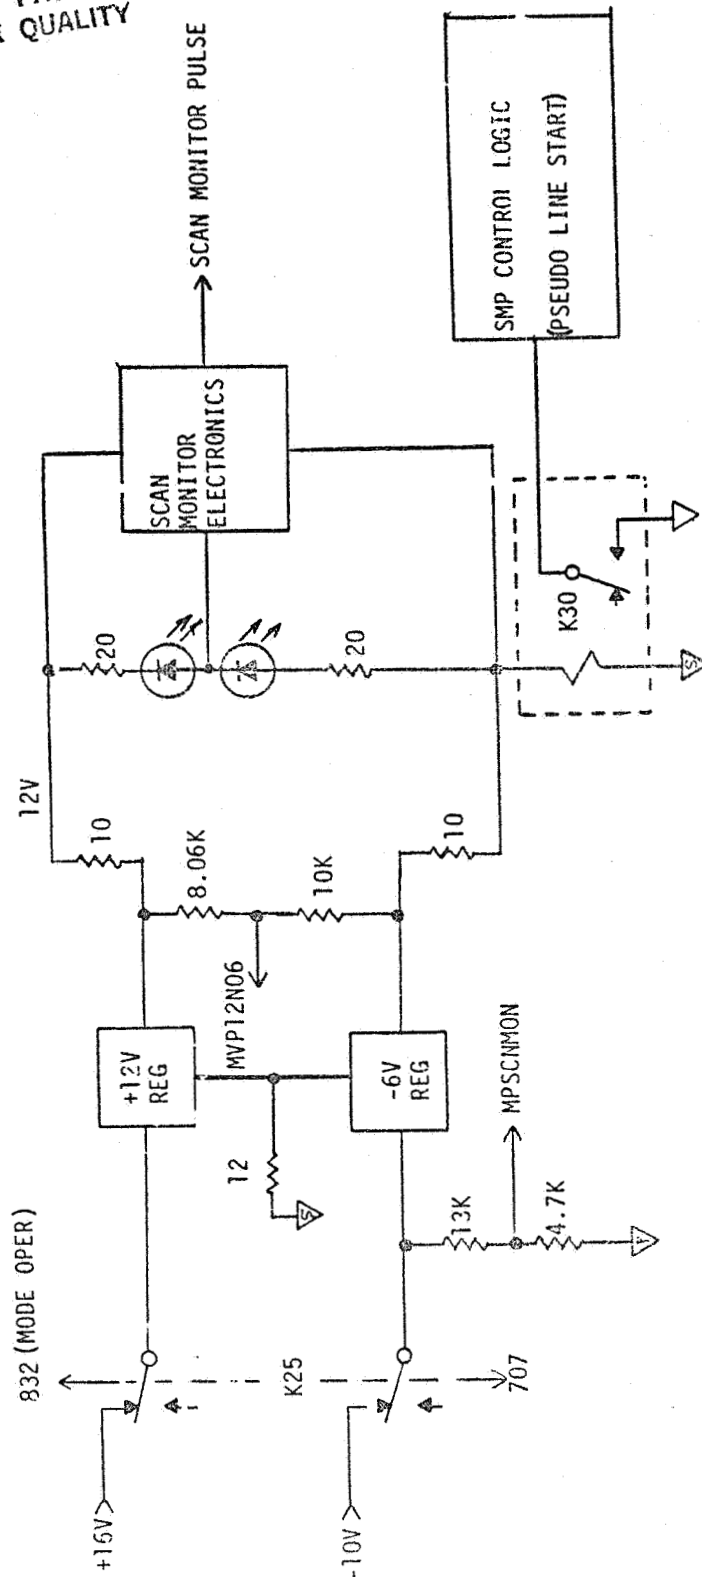 QUALITY
832 (MODE OPER)
+16V
K25
-10V
707
+12V
REG
12
-6V
REG
13K
MPSCNMON
4.7K
MVP12N06
8.06K
10K
10
10
12V
20
20
SCAN
MONITOR
ELECTRONICS
SCAN MONITOR PULSE
K30
SMP CONTROL LOGIC
(PSEUDO LINE START)
S
S